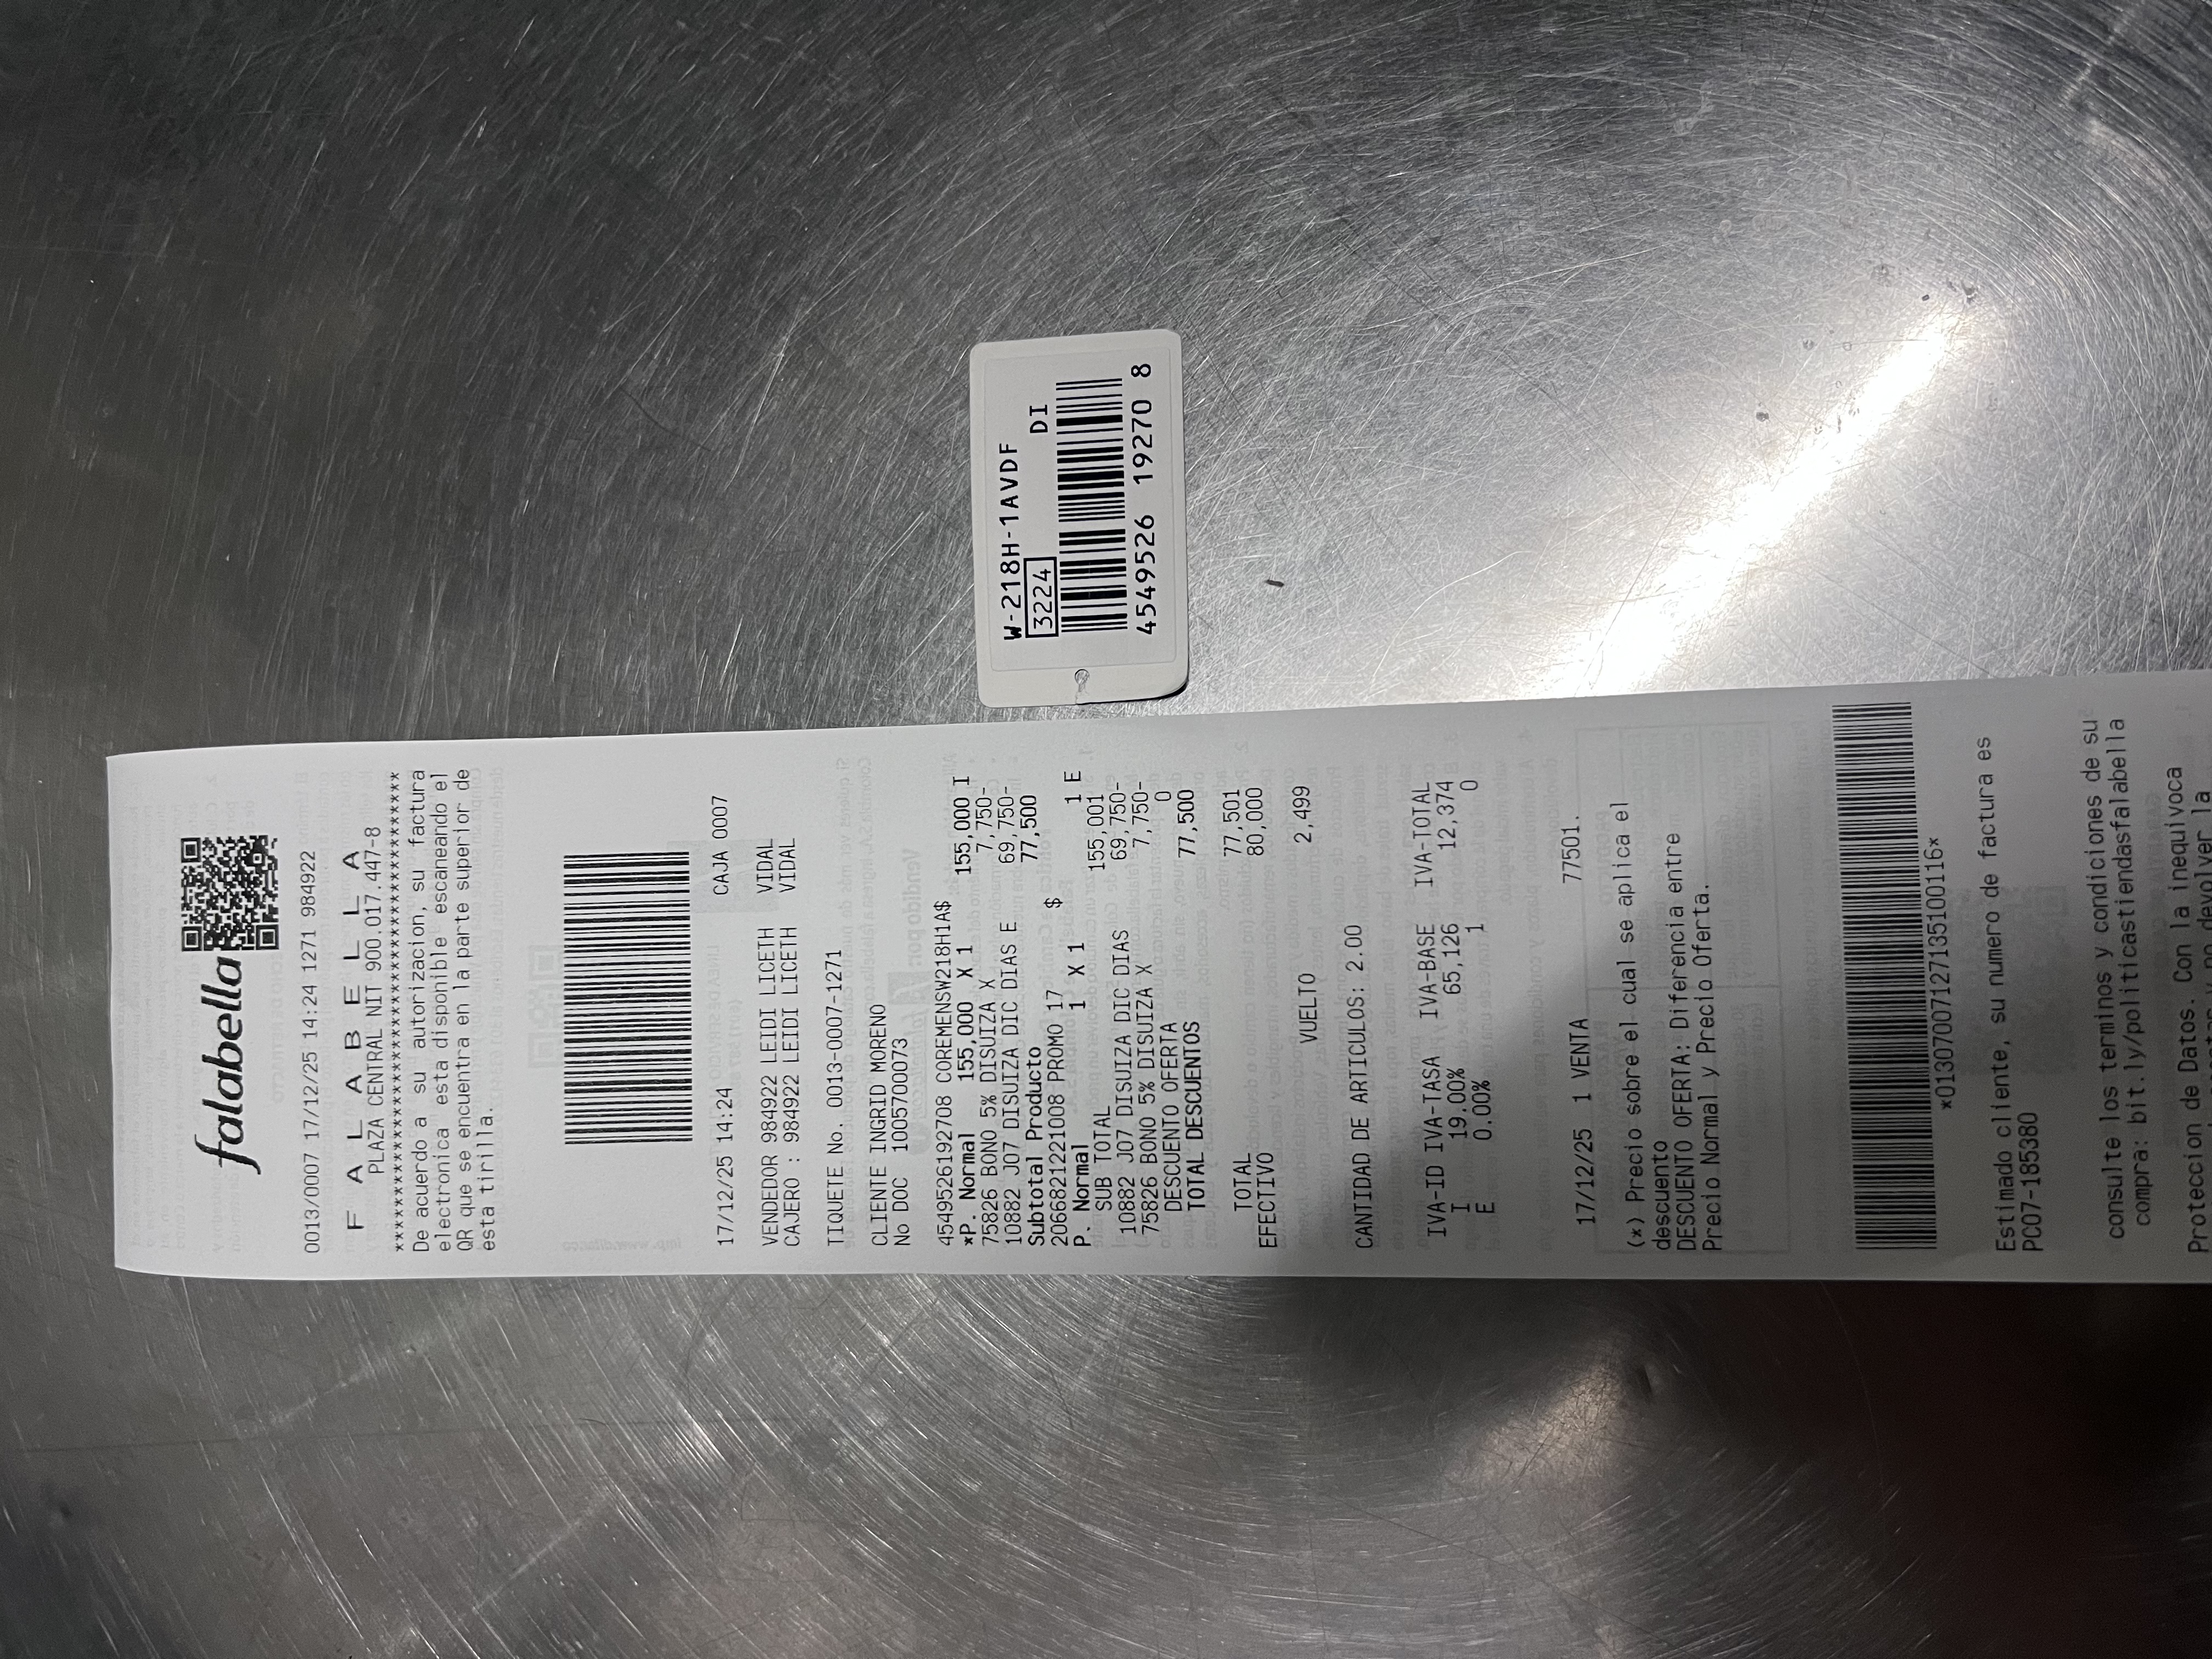 falabella
0013/0007 17/12/25 14:24 1271 984922
F A L A B E L L A
PLAZA CENTRAL NIT 900.017.447-8
****************************************
De acuerdo a su autorizacion, su factura
electronica esta disponible escaneando el
QR que se encuentra en la parte superior de
esta tirilla.
17/12/25 14:24 CAJA 0007
VENDEDOR 984922 LEIDI LICETH VIDAL
CAJERO : 984922 LEIDI LICETH VIDAL
TIQUETE No. 0013-0007-1271
CLIENTE INGRID MORENO
No DOC 1005700073
4549526192708 COREMENSW218H1A$
*P. Normal 155,000 X 1 155,000 I
75826 BONO 5% DISUIZA X 7,750-
10882 J07 DISUIZA DIC DIAS E 69,750-
Subtotal Producto 77,500
2066821221008 PROMO 17 $
P. Normal 1 X 1 1 E
SUB TOTAL 155,001
10882 J07 DISUIZA DIC DIAS 69,750-
75826 BONO 5% DISUIZA X 7,750-
DESCUENTO OFERTA 0
TOTAL DESCUENTOS 77,500
TOTAL 77,501
EFECTIVO 80,000
VUELTO 2,499
CANTIDAD DE ARTICULOS: 2.00
IVA-ID IVA-TASA IVA-BASE IVA-TOTAL
I 19.00% 65,126 12,374
E 0.00% 1 0
17/12/25 1 VENTA 77501.
(*) Precio sobre el cual se aplica el
descuento
DESCUENTO OFERTA: Diferencia entre
Precio Normal y Precio Oferta.
*01307007127135100116*
Estimado cliente, su numero de factura es
PC07-185380
consulte los terminos y condiciones de su
compra: bit.ly/politicastiendasfalabella
Proteccion de Datos. Con la inequivoca
devolver la
W-218H-1AVDF
3224 DI
4549526 19270 8